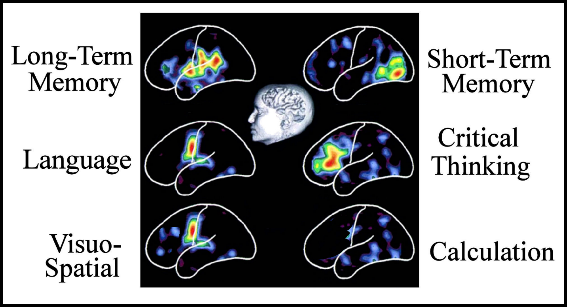 Long-Term
Memory
Short-Term
Memory
Language
Critical
Thinking
Visuo-
Spatial
Calculation